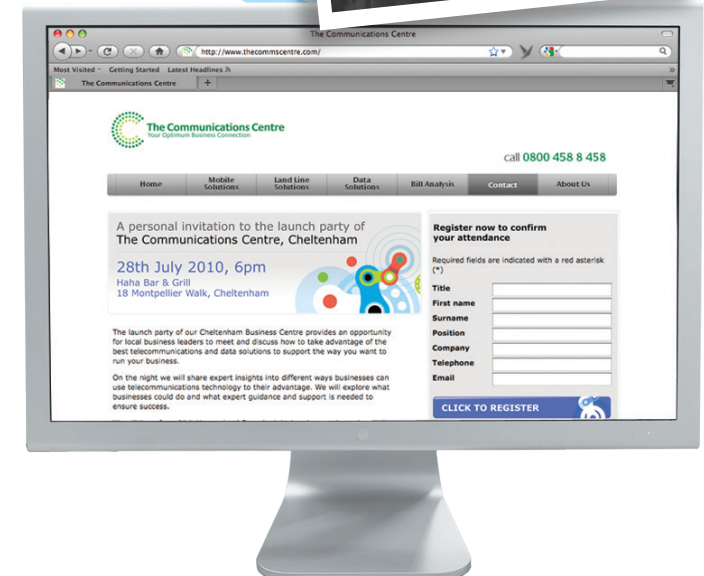 The Communications Centre
http://www.thecommscentre.com/
Most Visited Getting Started Latest Headlines
The Communications Centre +
The Communications Centre
Your Optimum Business Connection
call 0800 458 8 458
Home Mobile Solutions Land Line Solutions Data Solutions Bill Analysis Contact About Us
A personal invitation to the launch party of
The Communications Centre, Cheltenham
28th July 2010, 6pm
Haha Bar & Grill
18 Montpellier Walk, Cheltenham
The launch party of our Cheltenham Business Centre provides an opportunity
for local business leaders to meet and discuss how to take advantage of the
best telecommunications and data solutions to support the way you want to
run your business.
On the night we will share expert insights into different ways businesses can
use telecommunications technology to their advantage. We will explore what
businesses could do and what expert guidance and support is needed to
ensure success.
Register now to confirm
your attendance
Required fields are indicated with a red asterisk
(*)
Title
First name
Surname
Position
Company
Telephone
Email
CLICK TO REGISTER